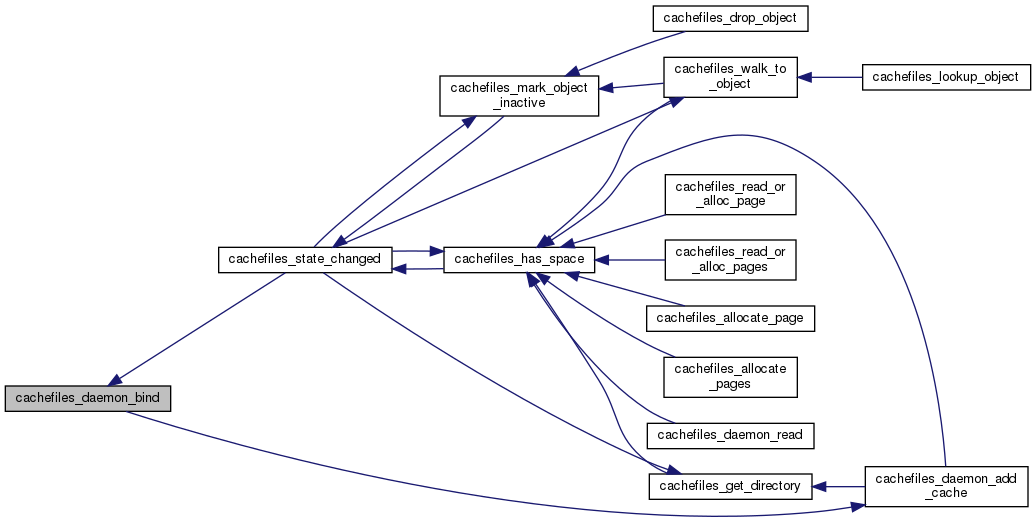 cachefiles_drop_object
cachefiles_walk_to
_object
cachefiles_lookup_object
cachefiles_mark_object
_inactive
cachefiles_read_or
_alloc_page
cachefiles_state_changed
cachefiles_has_space
cachefiles_read_or
_alloc_pages
cachefiles_allocate_page
cachefiles_allocate
_pages
cachefiles_daemon_bind
cachefiles_daemon_read
cachefiles_get_directory
cachefiles_daemon_add
_cache